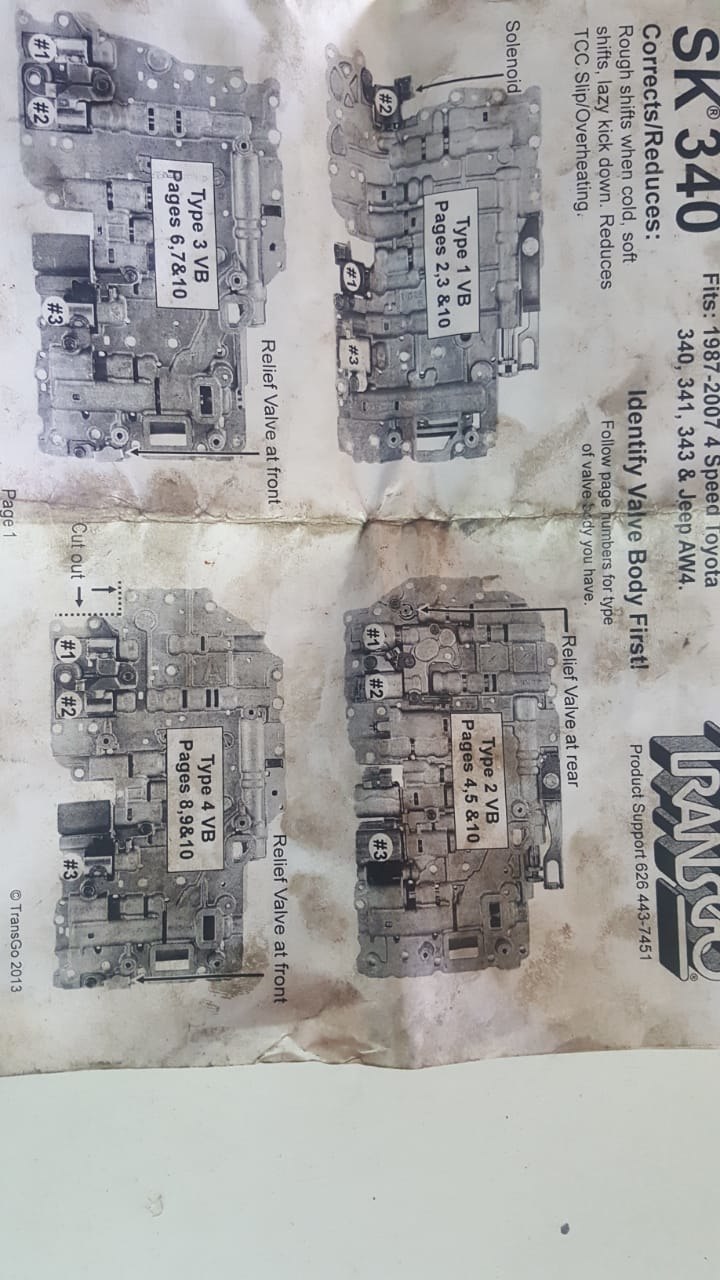 SK® 340
Fits: 1987-2007 4 Speed Toyota
340, 341, 343 & Jeep AW4.
TRANSGO®
Product Support 626 443-7451
Corrects/Reduces:
Rough shifts when cold, soft
shifts, lazy kick down. Reduces
TCC Slip/Overheating.
Identify Valve Body First!
Follow page numbers for type
of valve body you have.
Solenoid
#2
Type 1 VB
Pages 2,3 &10
#1
#3
Relief Valve at rear
Type 2 VB
Pages 4,5 &10
#1
#2
#3
Type 3 VB
Pages 6,7&10
#1
#2
#3
Relief Valve at front
Type 4 VB
Pages 8,9&10
#1
#2
#3
Relief Valve at front
Cut out
Page 1
© TransGo 2013